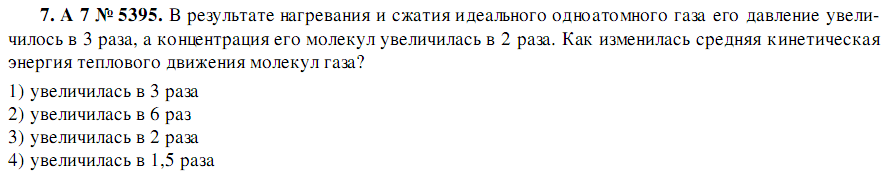 7. А 7 № 5395. В результате нагревания и сжатия идеального одноатомного газа его давление увели-
чилось в 3 раза, а концентрация его молекул увеличилась в 2 раза. Как изменилась средняя кинетическая
энергия теплового движения молекул газа?
1) увеличилась в 3 раза
2) увеличилась в 6 раз
3) увеличилась в 2 раза
4) увеличилась в 1,5 раза